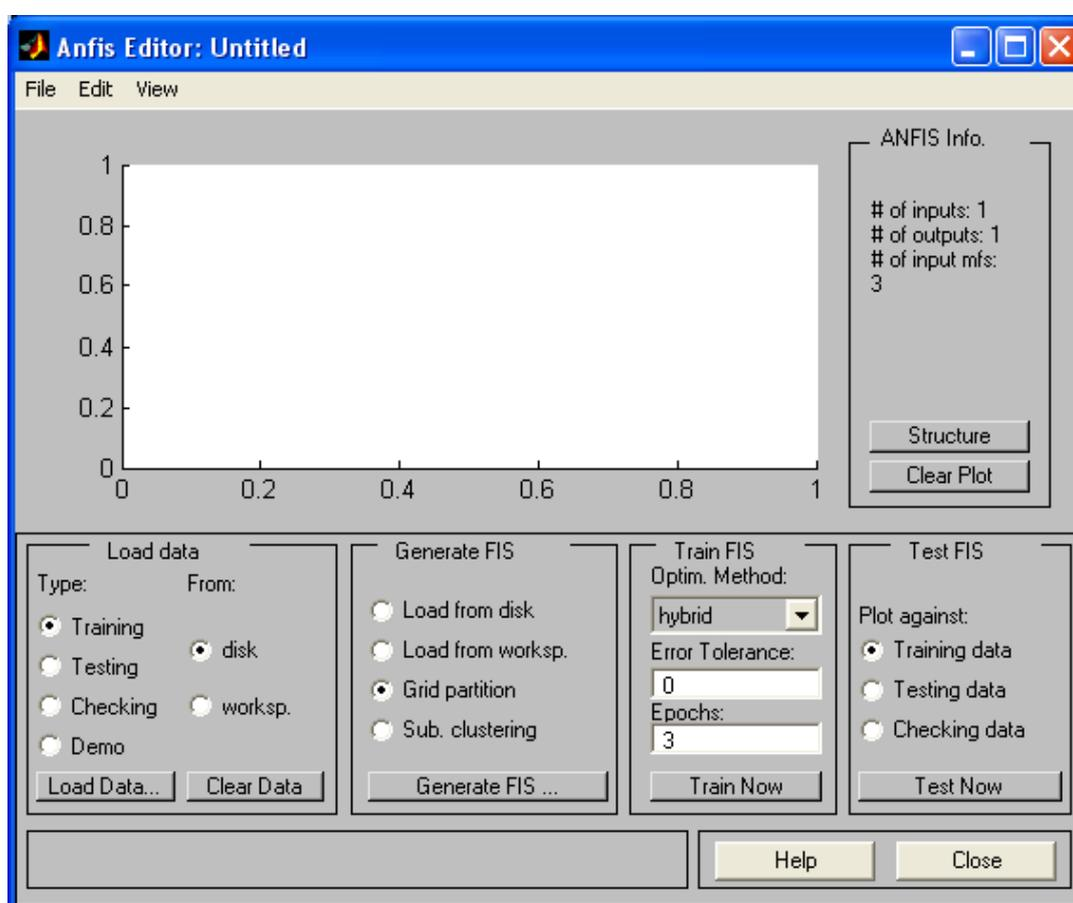 Anfis Editor: Untitled
File Edit View
1
0.8
0.6
0.4
0.2
0
0 0.2 0.4 0.6 0.8 1
ANFIS Info.
# of inputs: 1
# of outputs: 1
# of input mfs:
3
Structure
Clear Plot
Load data
Type: From:
Training
disk
Testing
Checking worksp.
Demo
Load Data... Clear Data
Generate FIS
Load from disk
Load from worksp.
Grid partition
Sub. clustering
Generate FIS ...
Train FIS
Optim. Method:
hybrid
Error Tolerance:
0
Epochs:
3
Train Now
Test FIS
Plot against:
Training data
Testing data
Checking data
Test Now
Help Close